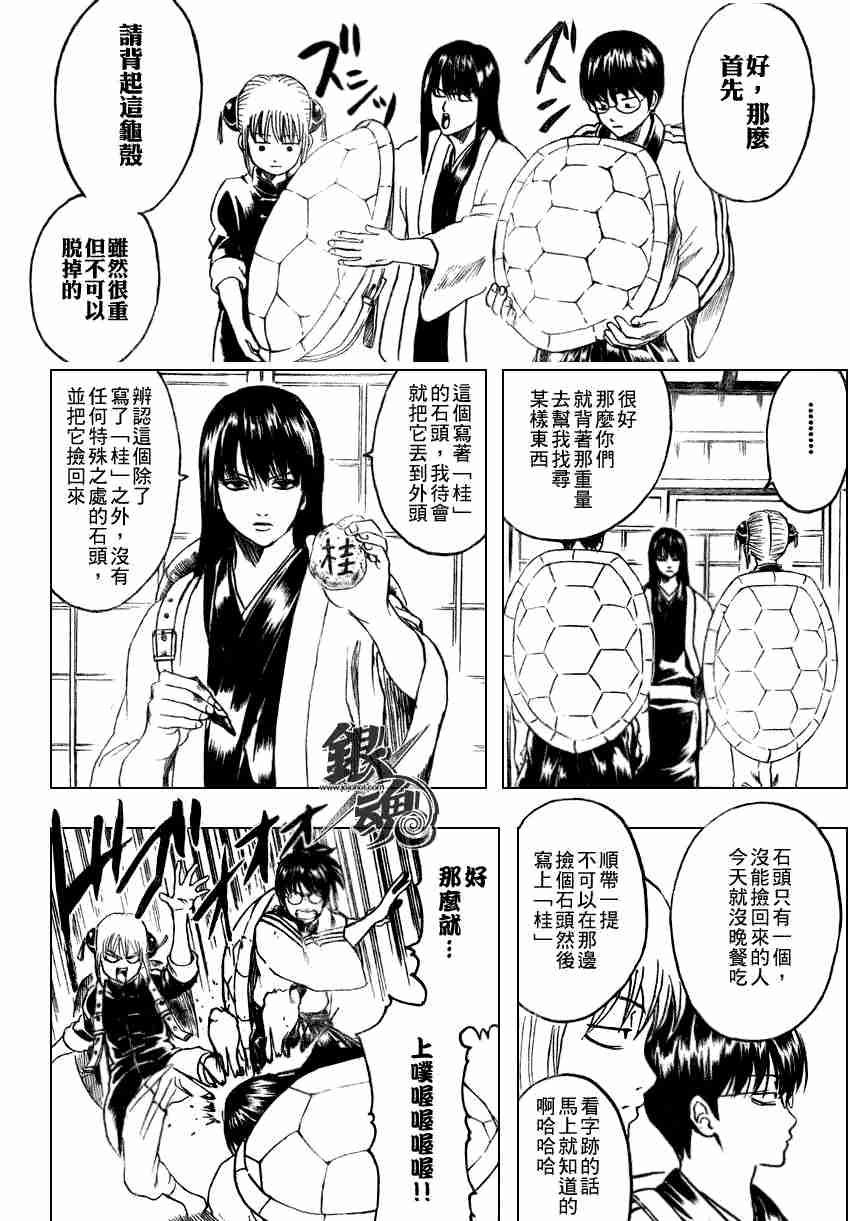 好，那麼
首先
ズシッ
ズシッ
請背起這龜殼
雖然很重
但不可以
脫掉的
………
很好
那麼你們
就背著那重量
去幫我找尋
某樣東西
這個寫著「桂」
的石頭，我待會
就把它丟到外頭
桂
辨認這個除了
寫了「桂」之外，沒有
任何特殊之處的石頭，
並把它撿回來
銀魂
www.jojohot.com
石頭只有一個，
沒能撿回來的人
今天就沒晚餐吃
順帶一提
不可以在那邊
撿個石頭然後
寫上「桂」
看字跡的話
馬上就知道的
啊哈哈哈
好
那麼就…
上噗喔喔喔喔!!